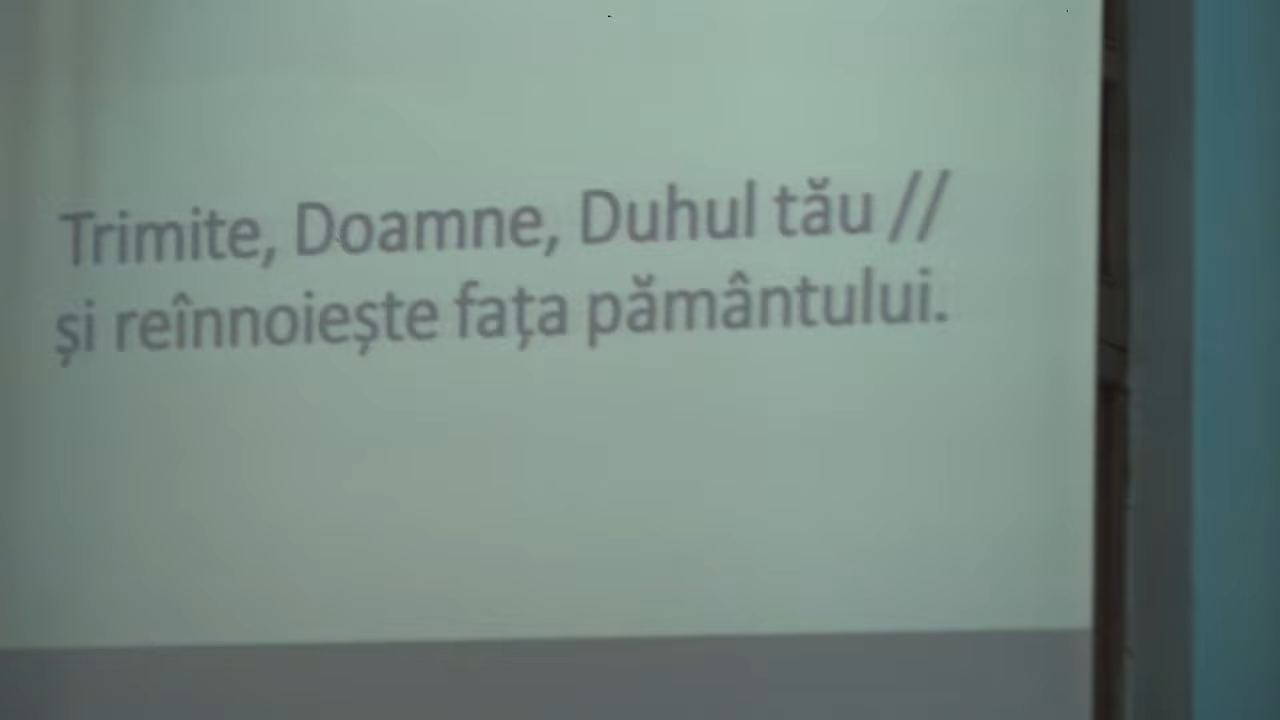 Trimite, Doamne, Duhul tău //
și reînnoiește fața pământului.